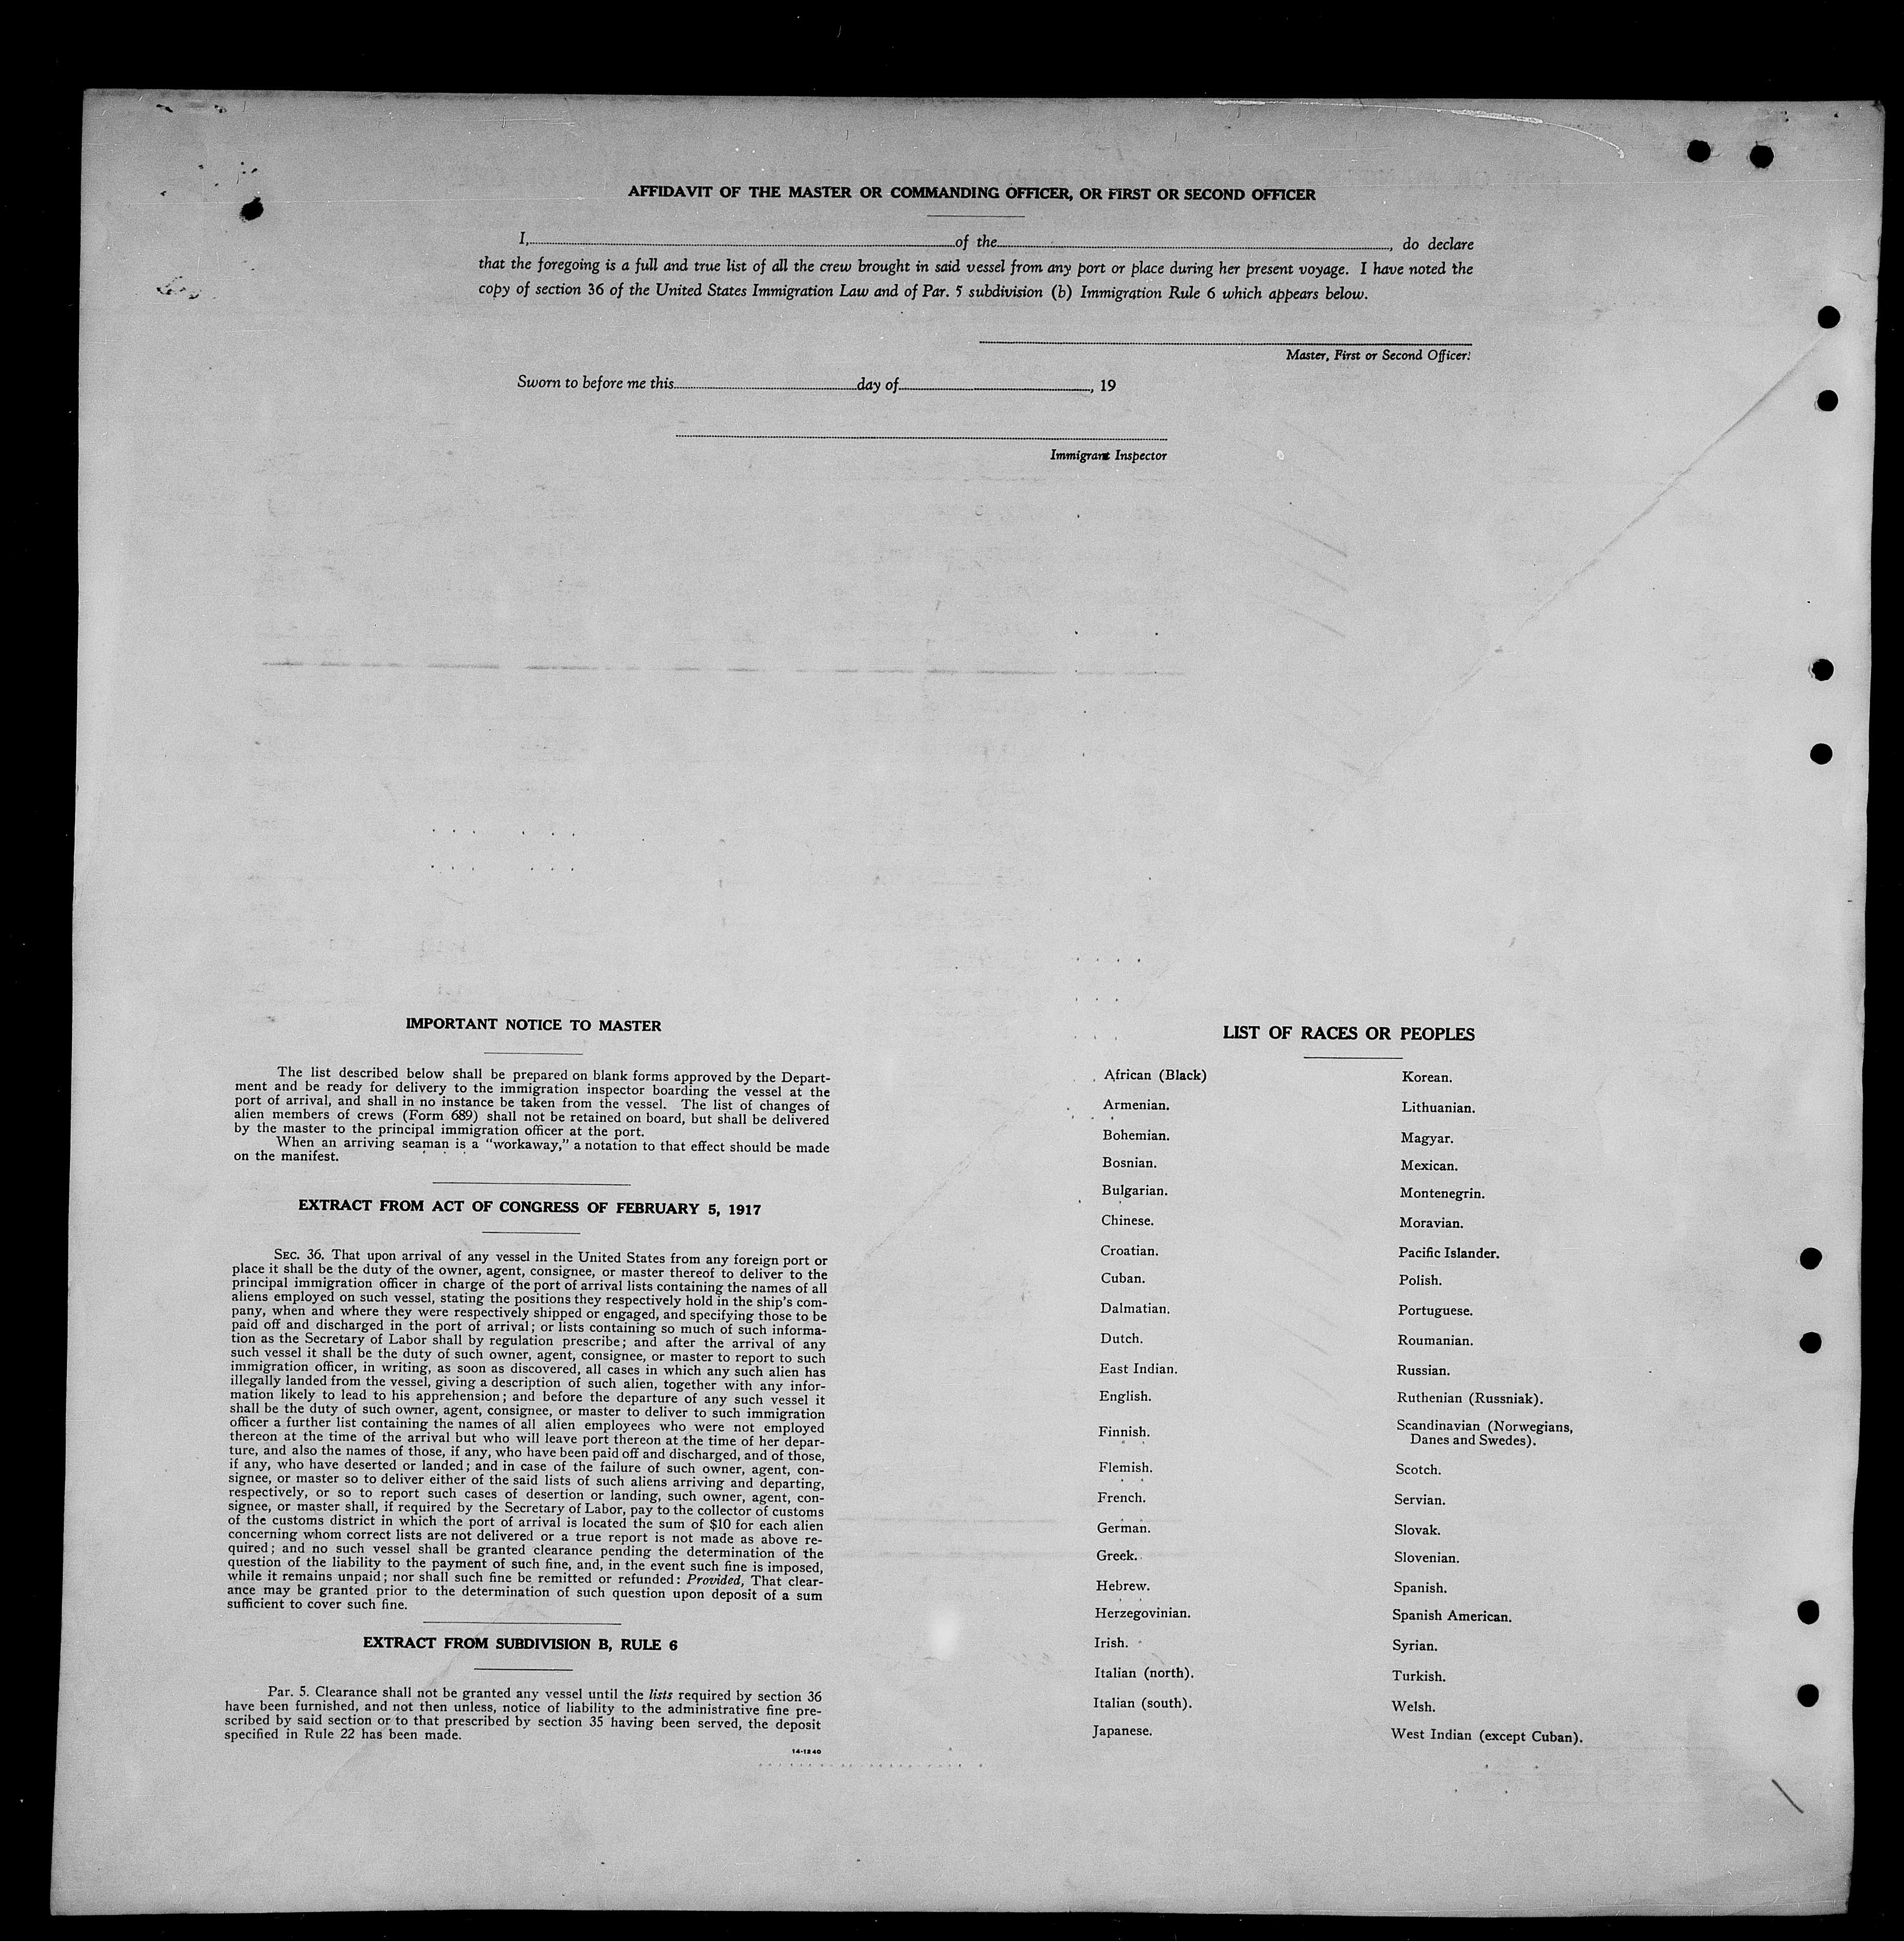 AFFIDAVIT OF THE MASTER OR COMMANDING OFFICER, OR FIRST OR SECOND OFFICER
I, of the , do declare
that the foregoing is a full and true list of all the crew brought in said vessel from any port or place during her present voyage. I have noted the
copy of section 36 of the United States Immigration Law and of Par. 5 subdivision (b) Immigration Rule 6 which appears below.
Master, First or Second Officer.
Sworn to before me this day of , 19
Immigrant Inspector
IMPORTANT NOTICE TO MASTER
The list described below shall be prepared on blank forms approved by the Depart-
ment and be ready for delivery to the immigration inspector boarding the vessel at the
port of arrival, and shall in no instance be taken from the vessel. The list of changes of
alien members of crews (Form 689) shall not be retained on board, but shall be delivered
by the master to the principal immigration officer at the port.
When an arriving seaman is a “workaway,” a notation to that effect should be made
on the manifest.
EXTRACT FROM ACT OF CONGRESS OF FEBRUARY 5, 1917
SEC. 36. That upon arrival of any vessel in the United States from any foreign port or
place it shall be the duty of the owner, agent, consignee, or master thereof to deliver to the
principal immigration officer in charge of the port of arrival lists containing the names of all
aliens employed on such vessel, stating the positions they respectively hold in the ship's com-
pany, when and where they were respectively shipped or engaged, and specifying those to be
paid off and discharged in the port of arrival; or lists containing so much of such informa-
tion as the Secretary of Labor shall by regulation prescribe; and after the arrival of any
such vessel it shall be the duty of such owner, agent, consignee, or master to report to such
immigration officer, in writing, as soon as discovered, all cases in which any such alien has
illegally landed from the vessel, giving a description of such alien, together with any infor-
mation likely to lead to his apprehension; and before the departure of any such vessel it
shall be the duty of such owner, agent, consignee, or master to deliver to such immigration
officer a further list containing the names of all alien employees who were not employed
thereon at the time of the arrival but who will leave port thereon at the time of her depar-
ture, and also the names of those, if any, who have been paid off and discharged, and of those,
if any, who have deserted or landed; and in case of the failure of such owner, agent, con-
signee, or master so to deliver either of the said lists of such aliens arriving and departing,
respectively, or so to report such cases of desertion or landing, such owner, agent, con-
signee, or master shall, if required by the Secretary of Labor, pay to the collector of customs
of the customs district in which the port of arrival is located the sum of $10 for each alien
concerning whom correct lists are not delivered or a true report is not made as above re-
quired; and no such vessel shall be granted clearance pending the determination of the
question of the liability to the payment of such fine, and, in the event such fine is imposed,
while it remains unpaid; nor shall such fine be remitted or refunded: Provided, That clear-
ance may be granted prior to the determination of such question upon deposit of a sum
sufficient to cover such fine.
EXTRACT FROM SUBDIVISION B, RULE 6
Par. 5. Clearance shall not be granted any vessel until the lists required by section 36
have been furnished, and not then unless, notice of liability to the administrative fine pre-
scribed by said section or to that prescribed by section 35 having been served, the deposit
specified in Rule 22 has been made.
14-1240
LIST OF RACES OR PEOPLES
African (Black)
Armenian.
Bohemian.
Bosnian.
Bulgarian.
Chinese.
Croatian.
Cuban.
Dalmatian.
Dutch.
East Indian.
English.
Finnish.
Flemish.
French.
German.
Greek.
Hebrew.
Herzegovinian.
Irish.
Italian (north).
Italian (south).
Japanese.
Korean.
Lithuanian.
Magyar.
Mexican.
Montenegrin.
Moravian.
Pacific Islander.
Polish.
Portuguese.
Roumanian.
Russian.
Ruthenian (Russniak).
Scandinavian (Norwegians,
Danes and Swedes).
Scotch.
Servian.
Slovak.
Slovenian.
Spanish.
Spanish American.
Syrian.
Turkish.
Welsh.
West Indian (except Cuban).